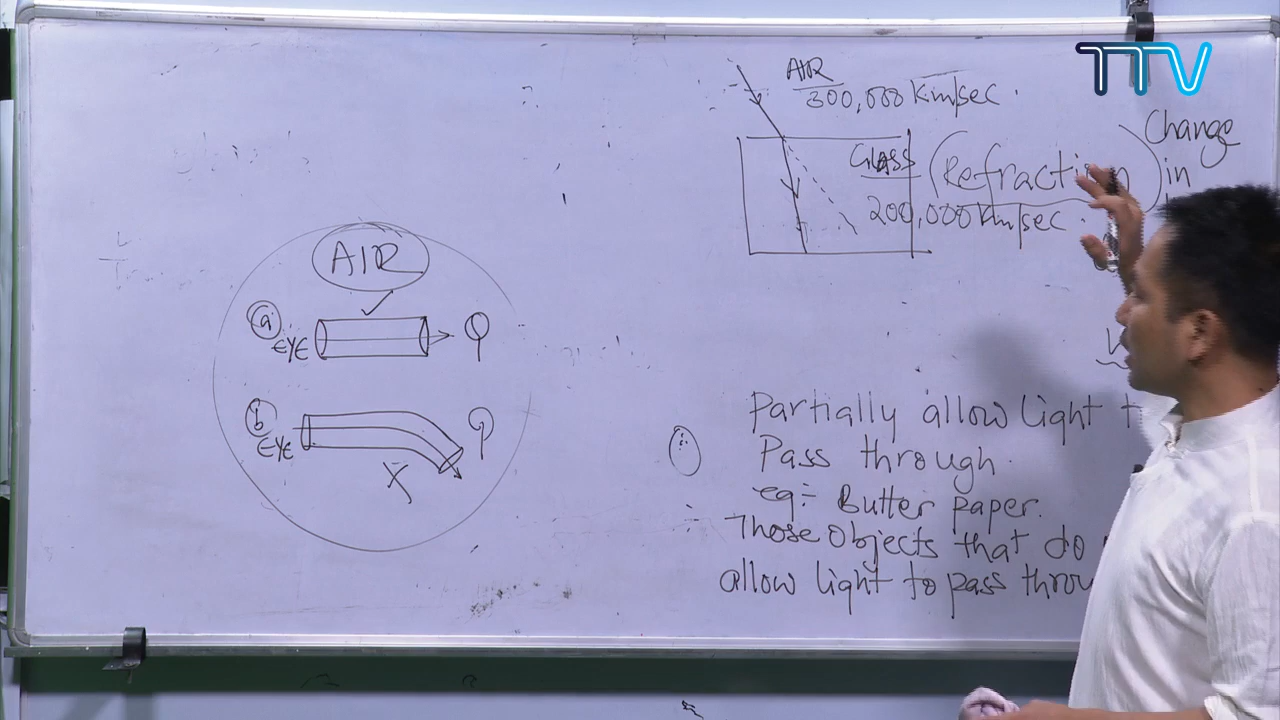 TTV
AIR
300,000 Km/sec.
Change
in
Glass
(Refraction)
200,000 Km/sec.
AIR
a
EYE
b
EYE
X
Partially allow light t
Pass through.
eg:- Butter paper.
Those Objects that do
allow light to pass throu